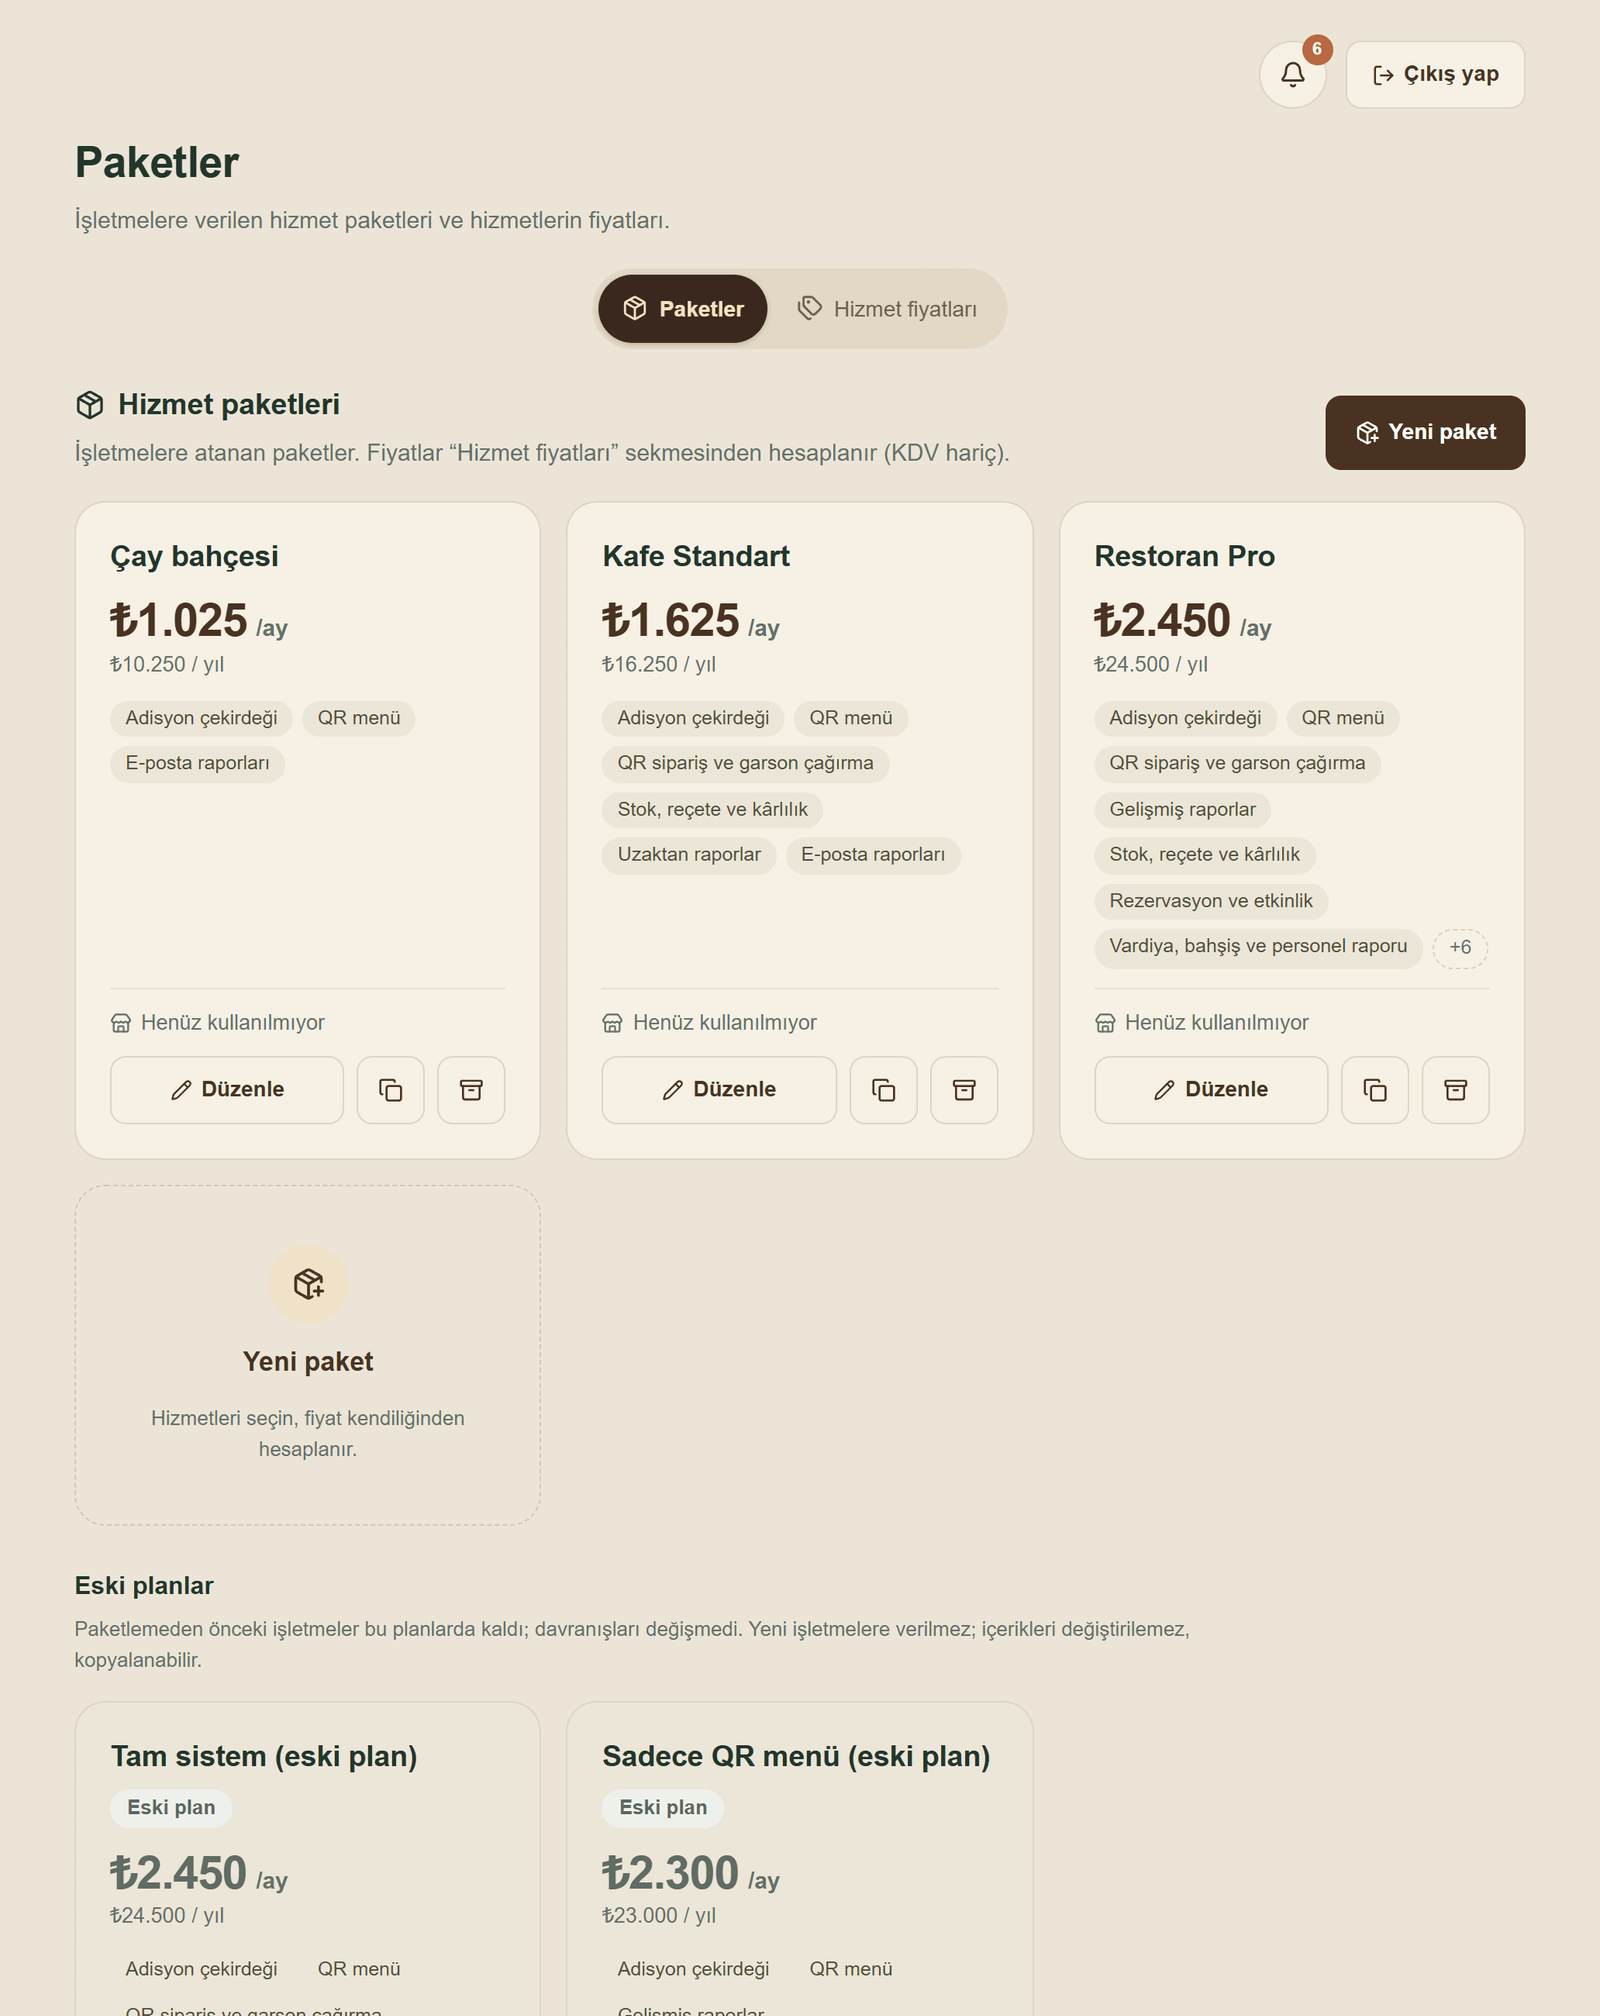 6
Çıkış yap
Paketler
İşletmelere verilen hizmet paketleri ve hizmetlerin fiyatları.
Paketler
Hizmet fiyatları
Hizmet paketleri
İşletmelere atanan paketler. Fiyatlar “Hizmet fiyatları” sekmesinden hesaplanır (KDV hariç).
Yeni paket
Çay bahçesi
₺1.025 /ay
₺10.250 / yıl
Adisyon çekirdeği
QR menü
E-posta raporları
Henüz kullanılmıyor
Düzenle
Kafe Standart
₺1.625 /ay
₺16.250 / yıl
Adisyon çekirdeği
QR menü
QR sipariş ve garson çağırma
Stok, reçete ve kârlılık
Uzaktan raporlar
E-posta raporları
Henüz kullanılmıyor
Düzenle
Restoran Pro
₺2.450 /ay
₺24.500 / yıl
Adisyon çekirdeği
QR menü
QR sipariş ve garson çağırma
Gelişmiş raporlar
Stok, reçete ve kârlılık
Rezervasyon ve etkinlik
Vardiya, bahşiş ve personel raporu
+6
Henüz kullanılmıyor
Düzenle
Yeni paket
Hizmetleri seçin, fiyat kendiliğinden
hesaplanır.
Eski planlar
Paketlemeden önceki işletmeler bu planlarda kaldı; davranışları değişmedi. Yeni işletmelere verilmez; içerikleri değiştirilemez,
kopyalanabilir.
Tam sistem (eski plan)
Eski plan
₺2.450 /ay
₺24.500 / yıl
Adisyon çekirdeği
QR menü
QR sipariş ve garson çağırma
Sadece QR menü (eski plan)
Eski plan
₺2.300 /ay
₺23.000 / yıl
Adisyon çekirdeği
QR menü
Gelişmiş raporlar